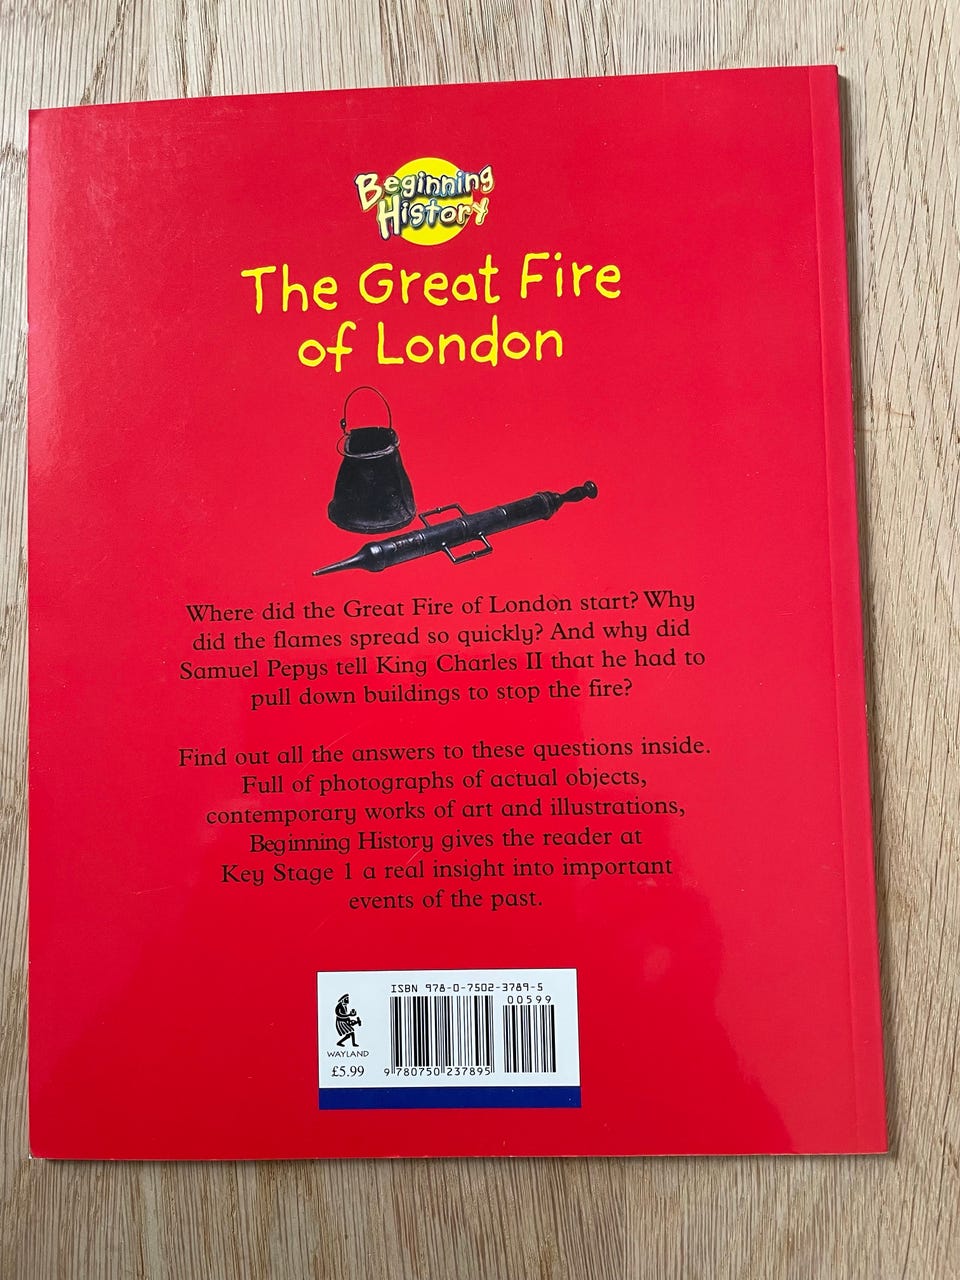 Beginning
History
The Great Fire
of London
Where did the Great Fire of London start? Why
did the flames spread so quickly? And why did
Samuel Pepys tell King Charles II that he had to
pull down buildings to stop the fire?
Find out all the answers to these questions inside.
Full of photographs of actual objects,
contemporary works of art and illustrations,
Beginning History gives the reader at
Key Stage 1 a real insight into important
events of the past.
ISBN 978-0-7502-3789-5
00599
WAYLAND
£5.99
9 780750 237895